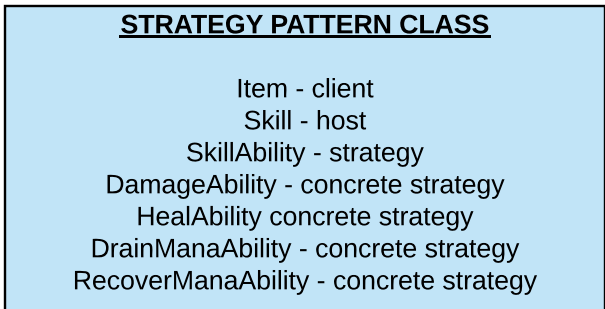 STRATEGY PATTERN CLASS
Item - client
Skill - host
SkillAbility - strategy
DamageAbility - concrete strategy
HealAbility concrete strategy
DrainManaAbility - concrete strategy
RecoverManaAbility - concrete strategy